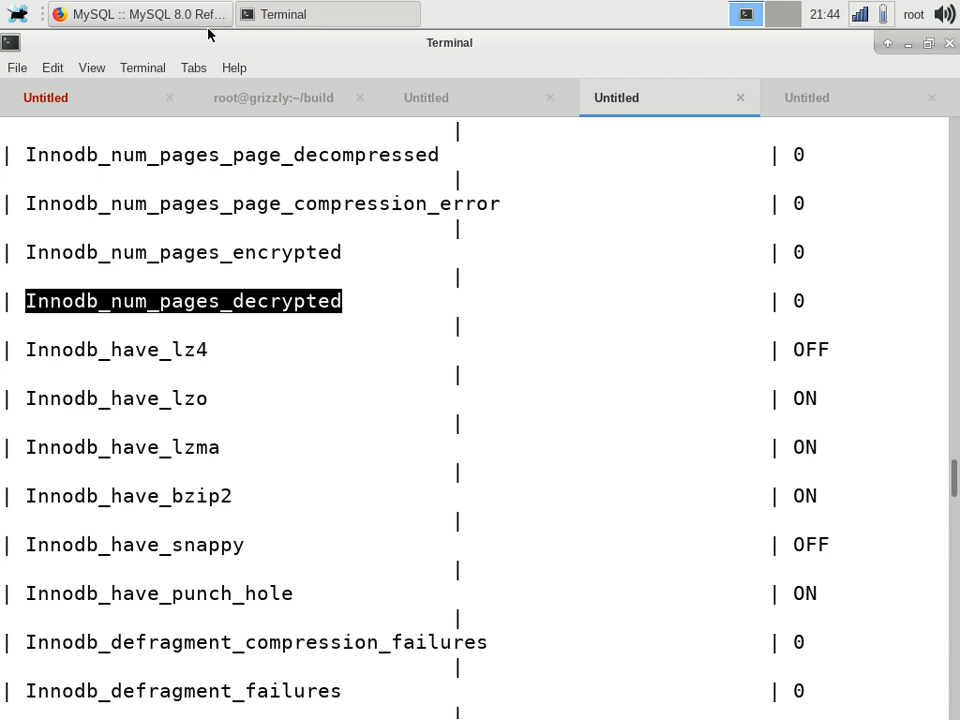 MySQL :: MySQL 8.0 Ref... Terminal 21:44 root
Terminal
File Edit View Terminal Tabs Help
Untitled root@grizzly:~/build Untitled Untitled Untitled
|
| Innodb_num_pages_page_decompressed | 0
|
| Innodb_num_pages_page_compression_error | 0
|
| Innodb_num_pages_encrypted | 0
|
| Innodb_num_pages_decrypted | 0
|
| Innodb_have_lz4 | OFF
|
| Innodb_have_lzo | ON
|
| Innodb_have_lzma | ON
|
| Innodb_have_bzip2 | ON
|
| Innodb_have_snappy | OFF
|
| Innodb_have_punch_hole | ON
|
| Innodb_defragment_compression_failures | 0
|
| Innodb_defragment_failures | 0
|